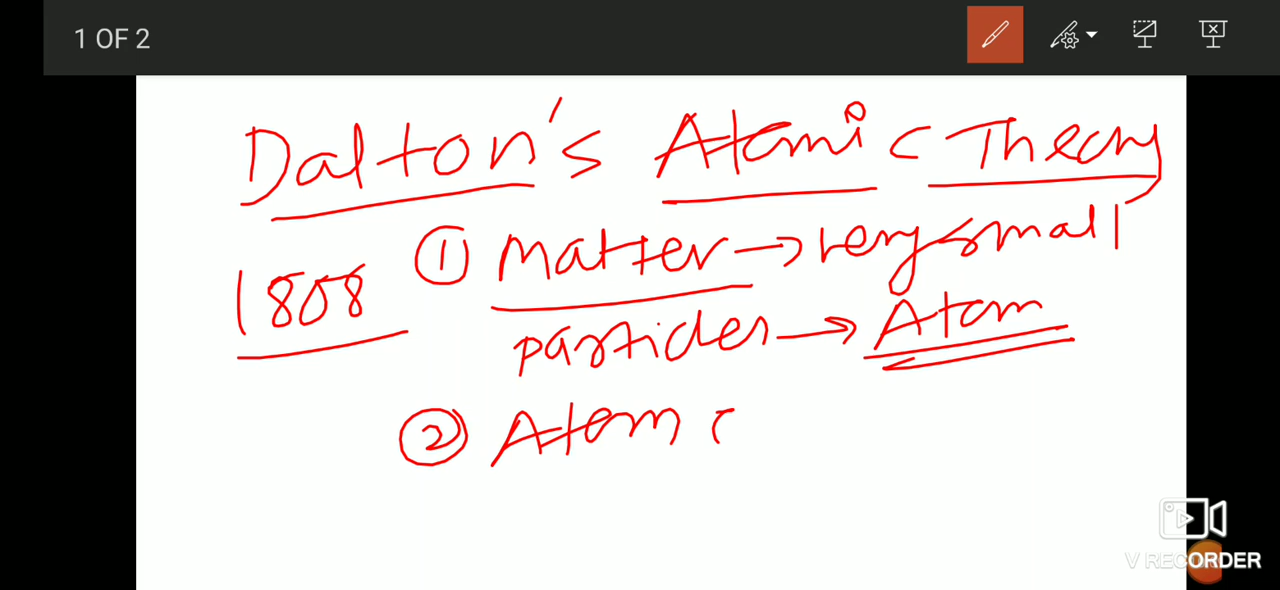 1 OF 2
Dalton's Atomic Theory
1808
① Matter → very small
particles → Atom
② Atom c
V RECORDER